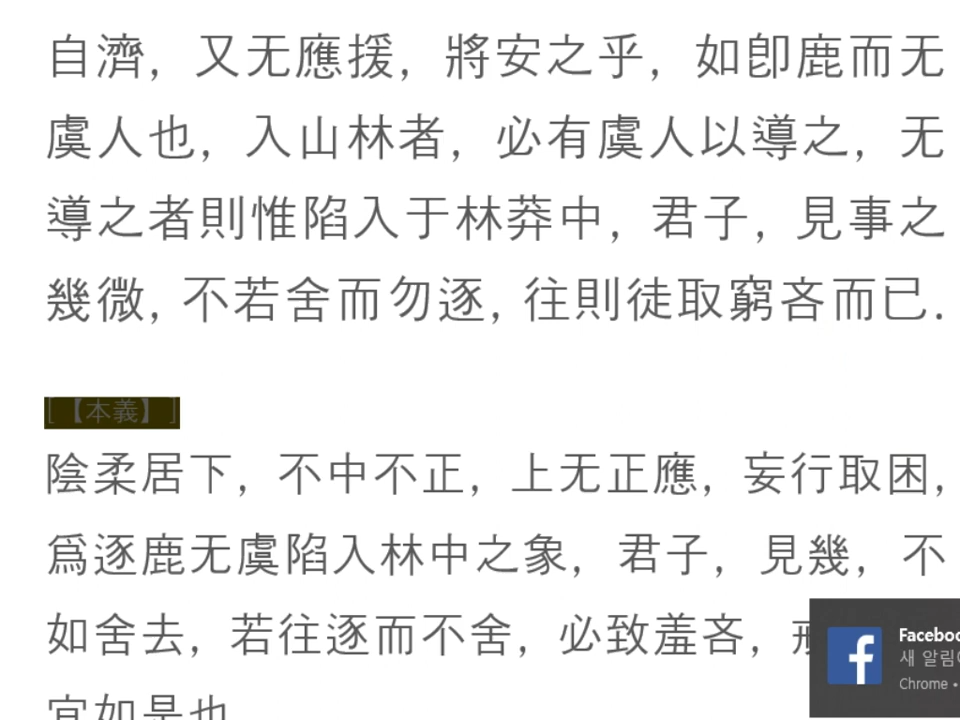 自濟, 又无應援, 將安之乎, 如卽鹿而无
虞人也, 入山林者, 必有虞人以導之, 无
導之者則惟陷入于林莽中, 君子, 見事之
幾微, 不若舍而勿逐, 往則徒取窮吝而已.
[【本義】]
陰柔居下, 不中不正, 上无正應, 妄行取困,
爲逐鹿无虞陷入林中之象, 君子, 見幾, 不
如舍去, 若往逐而不舍, 必致羞吝,
宜如是也
새 알림
Chrome •